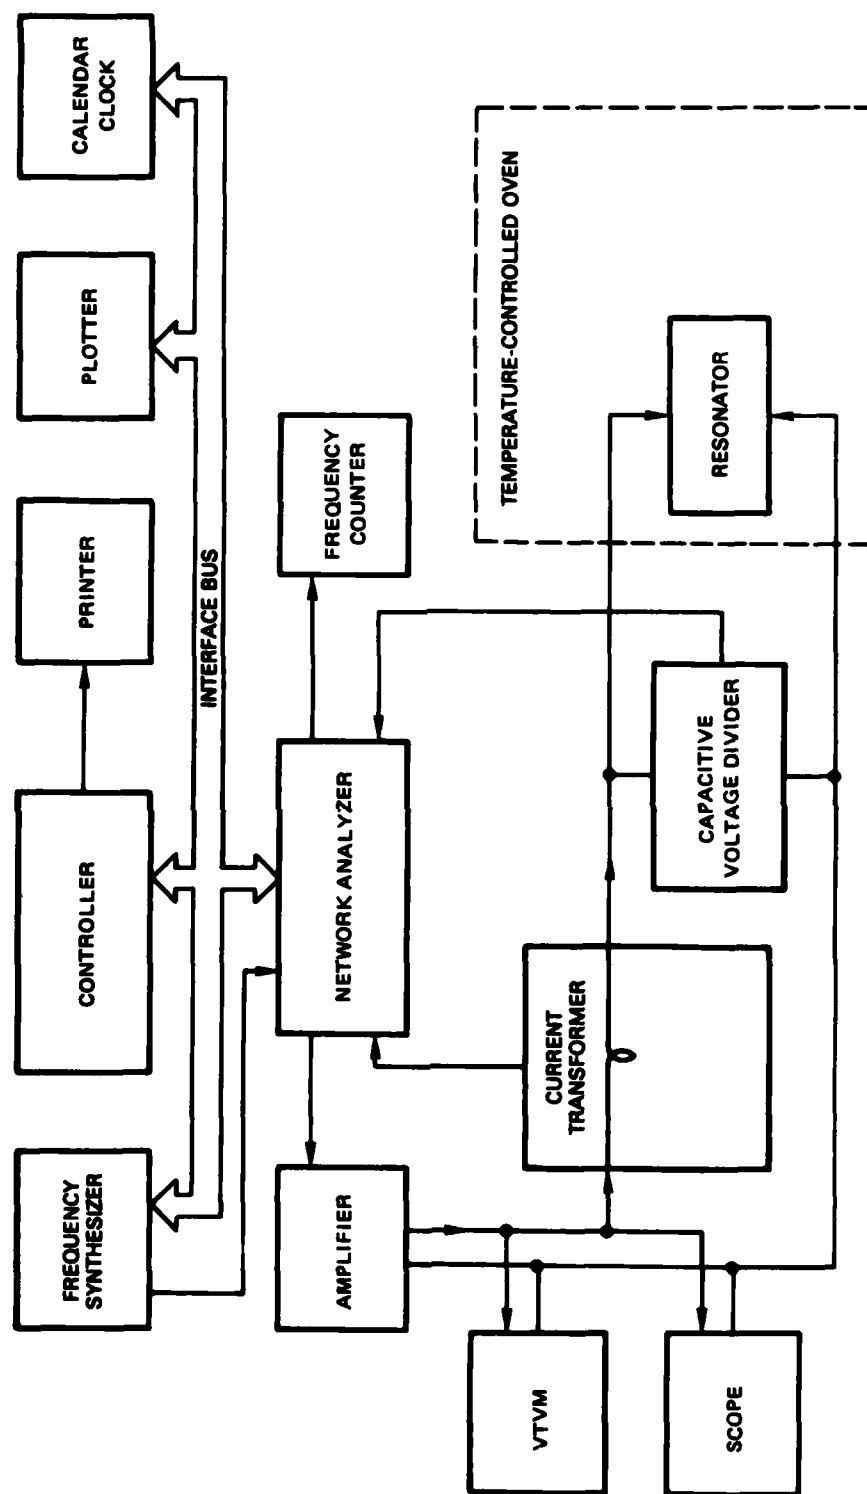 FREQUENCY
SYNTHESIZER
CONTROLLER
PRINTER
PLOTTER
CALENDAR
CLOCK
INTERFACE BUS
AMPLIFIER
NETWORK ANALYZER
FREQUENCY
COUNTER
VTVM
CURRENT
TRANSFORMER
TEMPERATURE-CONTROLLED OVEN
SCOPE
CAPACITIVE
VOLTAGE DIVIDER
RESONATOR